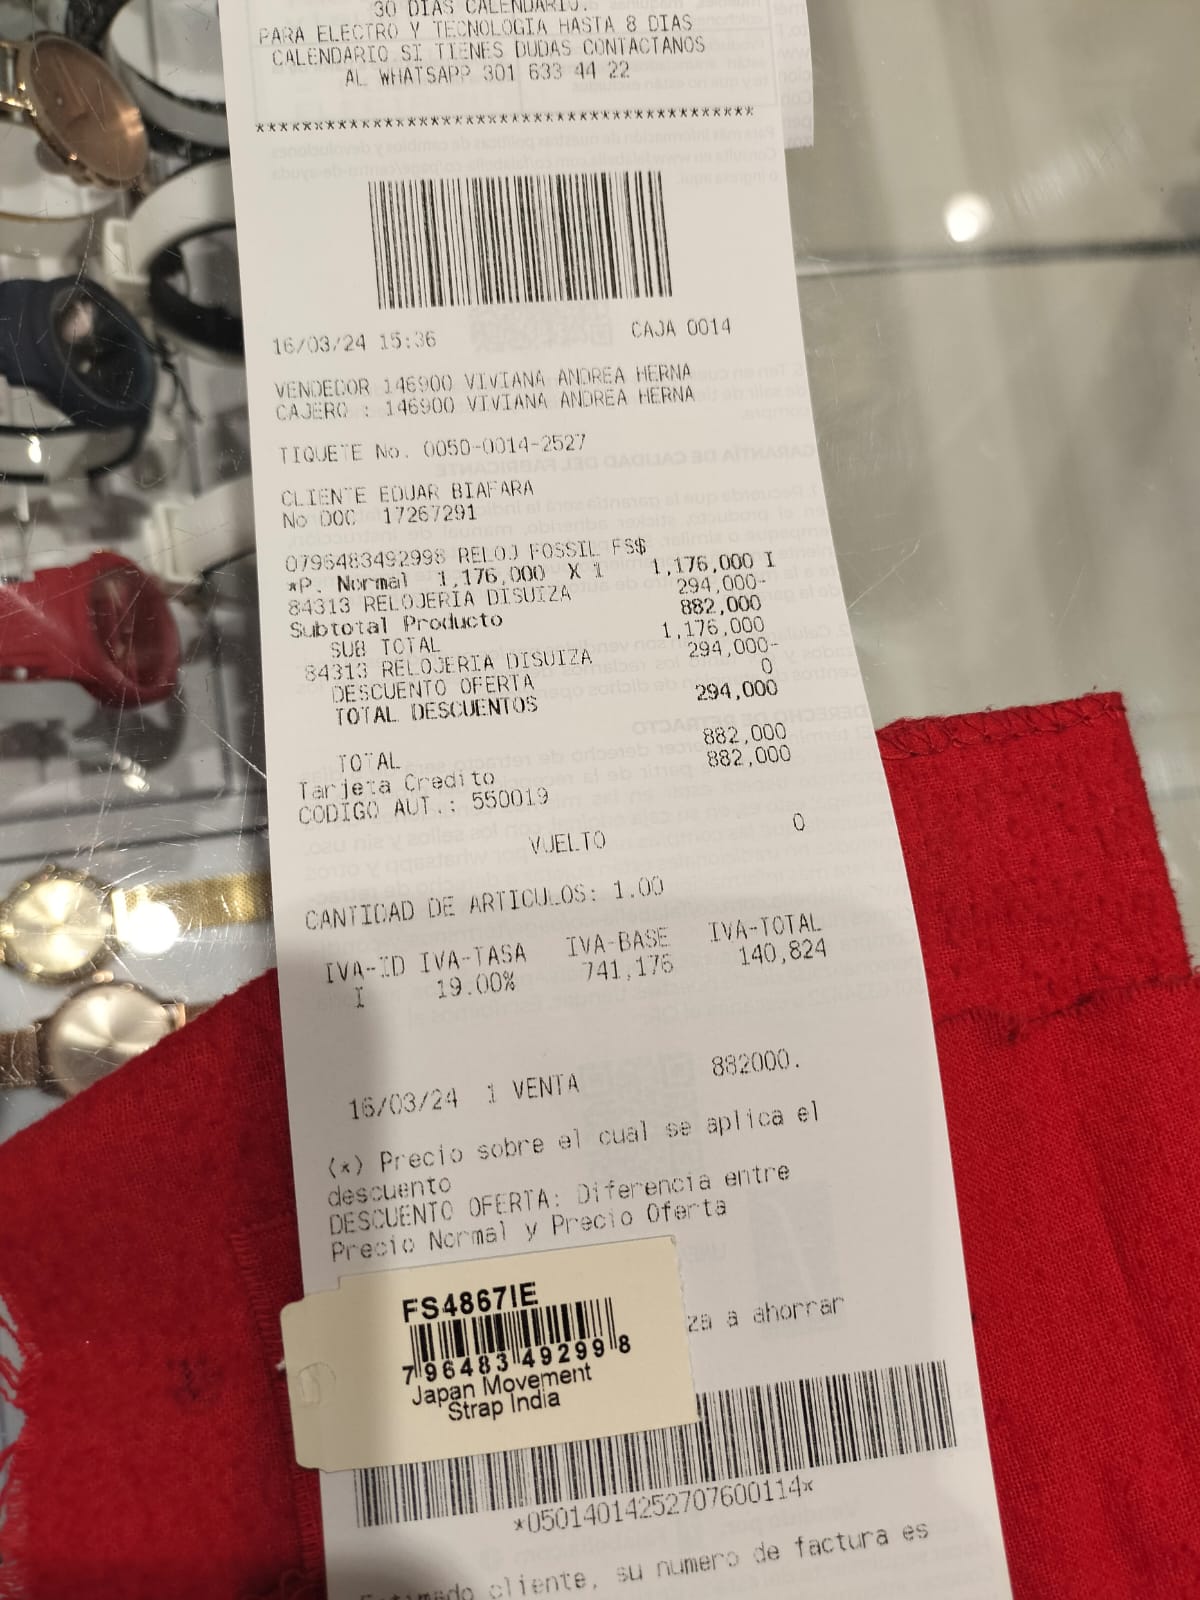 30 DIAS CALENDARIO.
PARA ELECTRO Y TECNOLOGIA HASTA 8 DIAS
CALENDARIO SI TIENES DUDAS CONTACTANOS
AL WHATSAPP 301 633 44 22
16/03/24 15:36 CAJA 0014
VENDEDOR 146900 VIVIANA ANDREA HERNA
CAJERO : 146900 VIVIANA ANDREA HERNA
TIQUETE No. 0050-0014-2527
CLIENTE EDUAR BIAFARA
No DOC 17267291
0796483492998 RELOJ FOSSIL FS$
*P. Normal 1,176,000 X 1 1,176,000 I
84313 RELOJERIA DISUIZA 294,000-
Subtotal Producto 882,000
SUB TOTAL 1,176,000
84313 RELOJERIA DISUIZA 294,000-
DESCUENTO OFERTA 0
TOTAL DESCUENTOS 294,000
TOTAL 882,000
Tarjeta Credito 882,000
CODIGO AUT.: 550019
VUELTO 0
CANTIDAD DE ARTICULOS: 1.00
IVA-ID IVA-TASA IVA-BASE IVA-TOTAL
I 19.00% 741,176 140,824
16/03/24 1 VENTA 882000.
(*) Precio sobre el cual se aplica el
descuento
DESCUENTO OFERTA: Diferencia entre
Precio Normal y Precio Oferta
za a ahorrar
FS4867IE
7 96483 49299 8
Japan Movement
Strap India
*05014014252707600114*
Estimado cliente, su numero de factura es